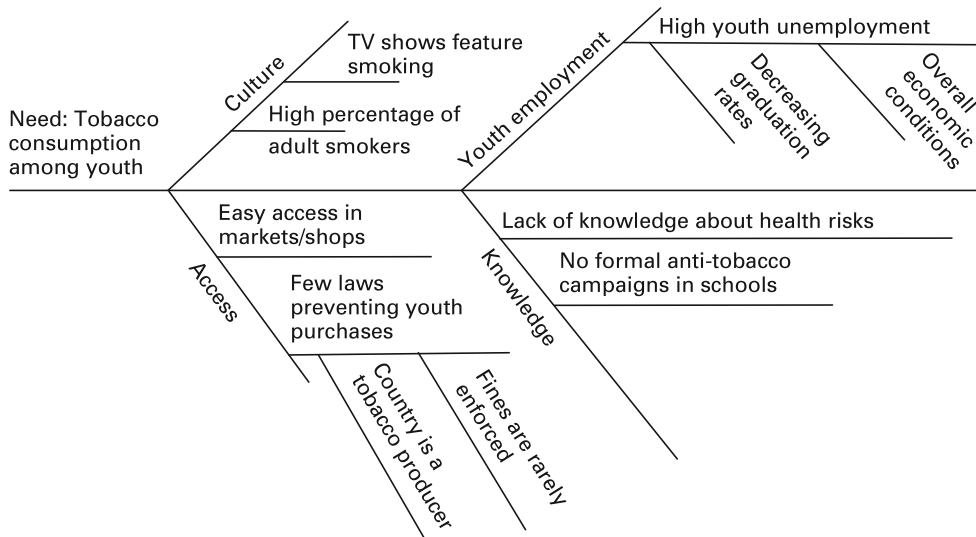 Need: Tobacco
consumption
among youth
Culture
TV shows feature
smoking
High percentage of
adult smokers
Youth employment
High youth unemployment
Decreasing
graduation
rates
Overall
economic
conditions
Access
Easy access in
markets/shops
Few laws
preventing youth
purchases
Country is a
tobacco producer
Fines are rarely
enforced
Knowledge
Lack of knowledge about health risks
No formal anti-tobacco
campaigns in schools